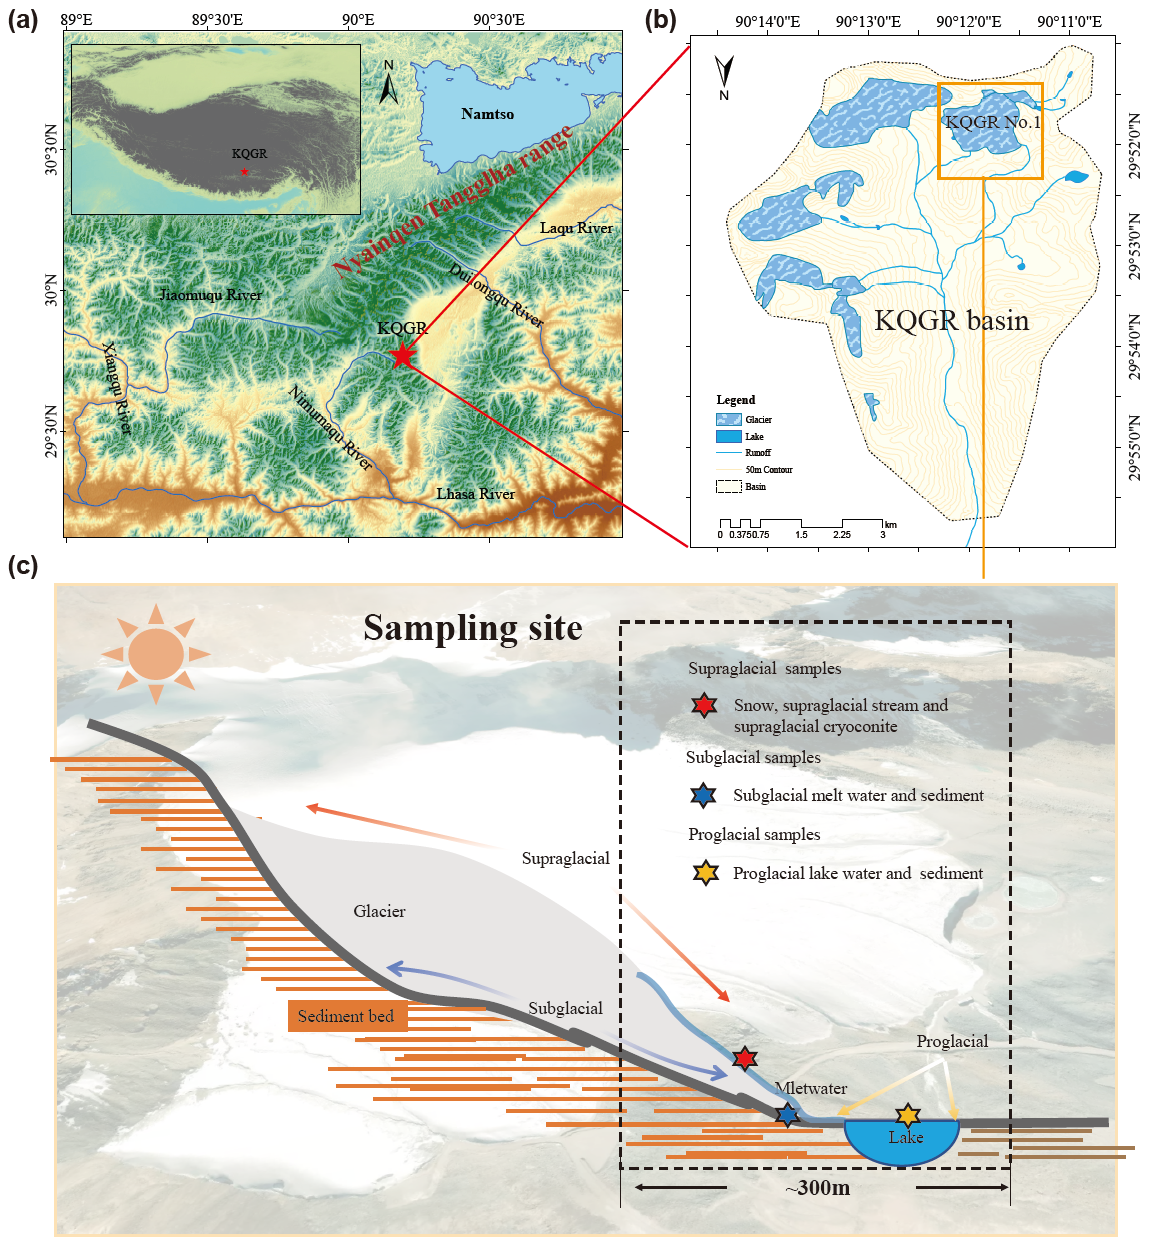 (a)
89°E
89°30'E
90°E
90°30'E
30°30'N
30°N
29°30'N
N
KQGR
Namtso
Nyainqen Tangglha range
Laqu River
Duilongqu River
Jiaomuqu River
KQGR
Xiangqu River
Nimumaqu River
Lhasa River
(b)
90°14'0"E
90°13'0"E
90°12'0"E
90°11'0"E
29°52'0"N
29°53'0"N
29°54'0"N
29°55'0"N
N
KQGR No.1
KQGR basin
Legend
Glacier
Lake
Runoff
50m Contour
Basin
0 0.375 0.75 1.5 2.25 3 km
(c)
Sampling site
Supraglacial samples
Snow, supraglacial stream and
supraglacial cryoconite
Subglacial samples
Subglacial melt water and sediment
Proglacial samples
Proglacial lake water and sediment
Supraglacial
Glacier
Subglacial
Sediment bed
Proglacial
Mletwater
Lake
~300m